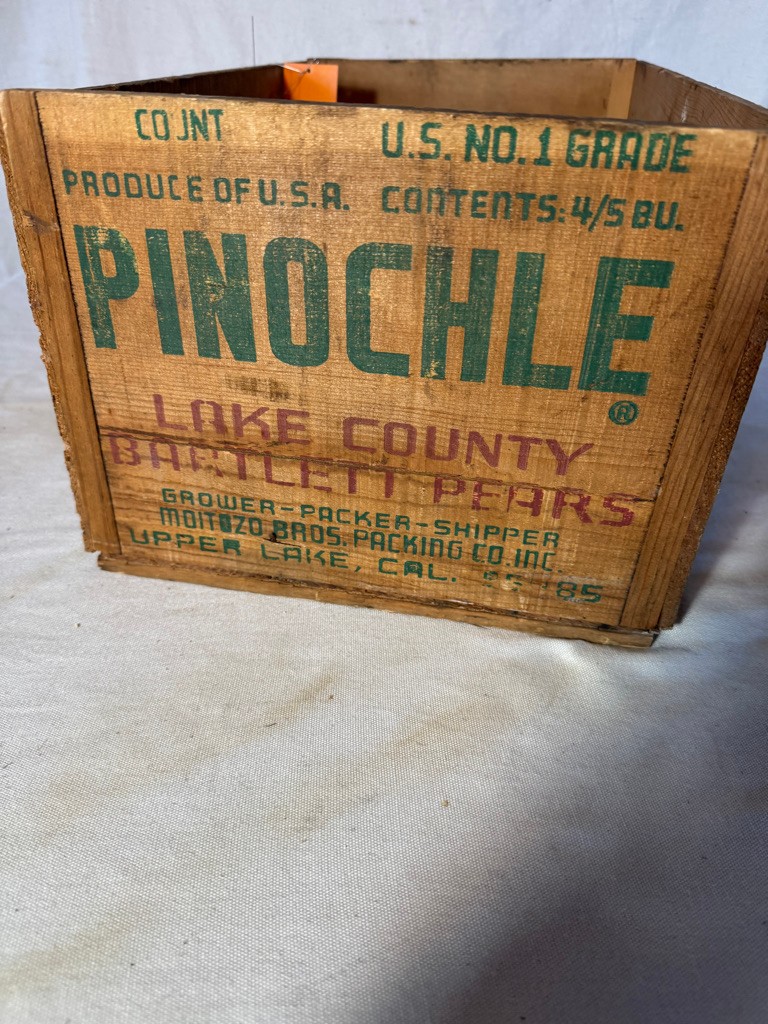 COUNT
U.S. NO.1 GRADE
PRODUCE OF U.S.A.
CONTENTS: 4/5 BU.
PINOCHLE
®
LAKE COUNTY
BARTLETT PEARS
GROWER-PACKER-SHIPPER
MOITOZO BROS. PACKING CO. INC.
UPPER LAKE, CAL.